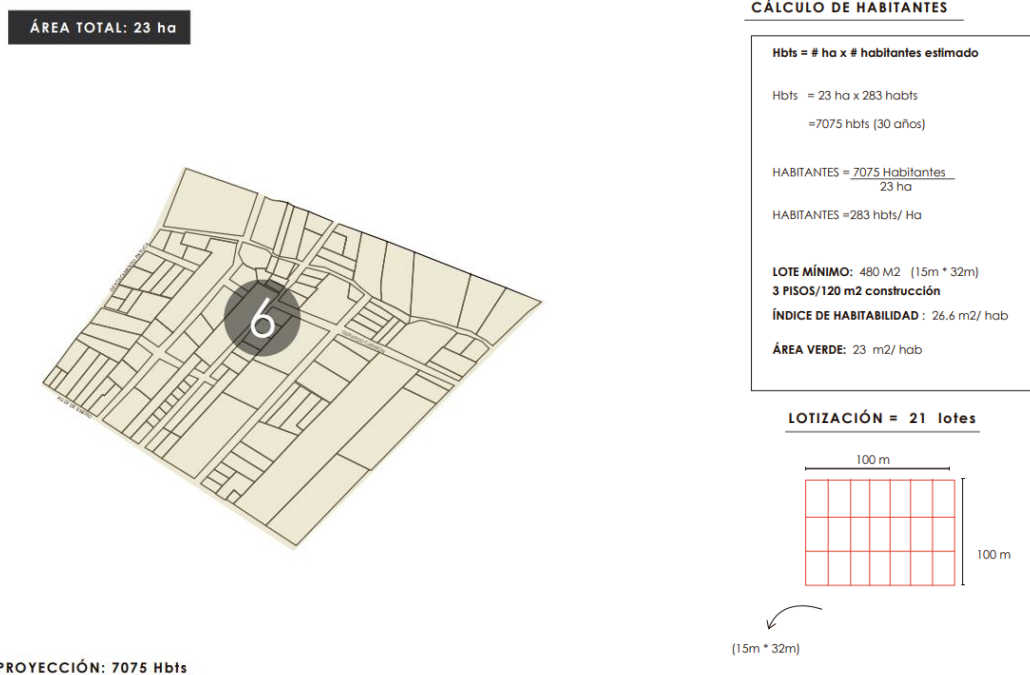 ÁREA TOTAL: 23 ha
CÁLCULO DE HABITANTES
Hbts = # ha x # habitantes estimado
Hbts = 23 ha x 283 habts
=7075 hbts (30 años)
HABITANTES = 7075 Habitantes
23 ha
HABITANTES =283 hbts/ Ha
LOTE MÍNIMO: 480 M2 (15m * 32m)
3 PISOS/120 m2 construcción
ÍNDICE DE HABITABILIDAD : 26.6 m2/ hab
ÁREA VERDE: 23 m2/ hab
6
LOTIZACIÓN = 21 lotes
100 m
100 m
(15m * 32m)
PROYECCIÓN: 7075 Hbts